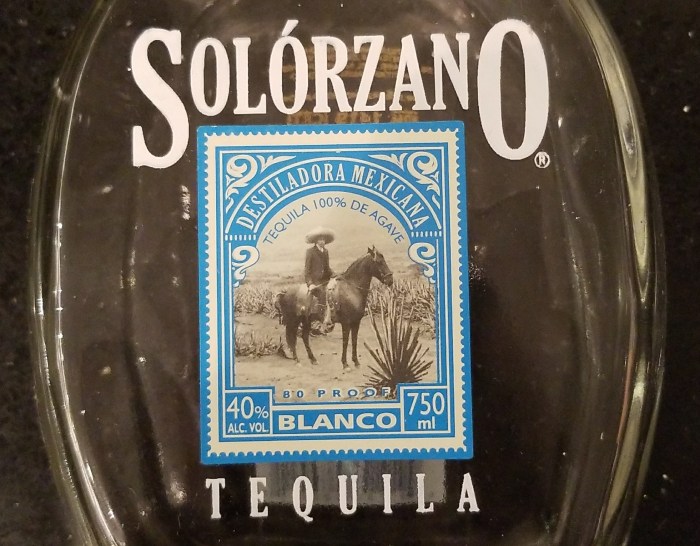 SOLÓRZANO®
DESTILADORA MEXICANA
TEQUILA 100% DE AGAVE
80 PROOF
40%
ALC. VOL.
BLANCO
750
ml
TEQUILA